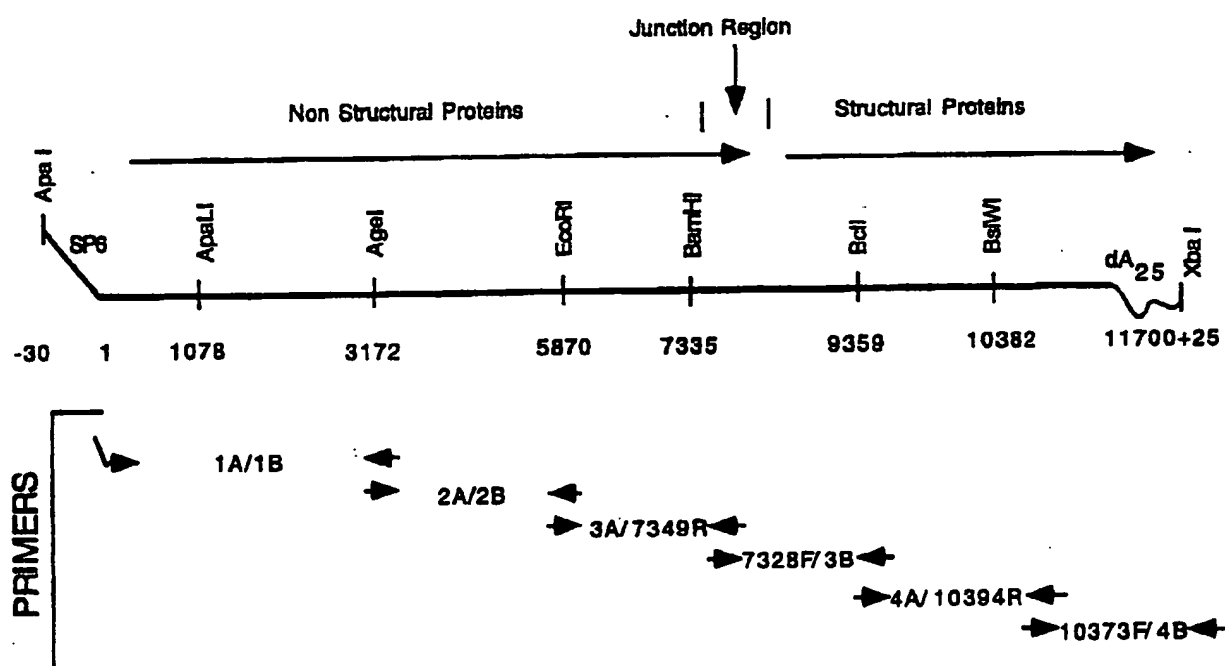 Junction Region
Non Structural Proteins
Structural Proteins
Apa I
SP6
ApaLI
AgeI
EcoRI
BamHI
BclI
BsiWI
dA25
Xba I
-30 1 1078 3172 5870 7335 9359 10382 11700+25
PRIMERS
1A/1B
2A/2B
3A/7349R
7328F/3B
4A/10394R
10373F/4B